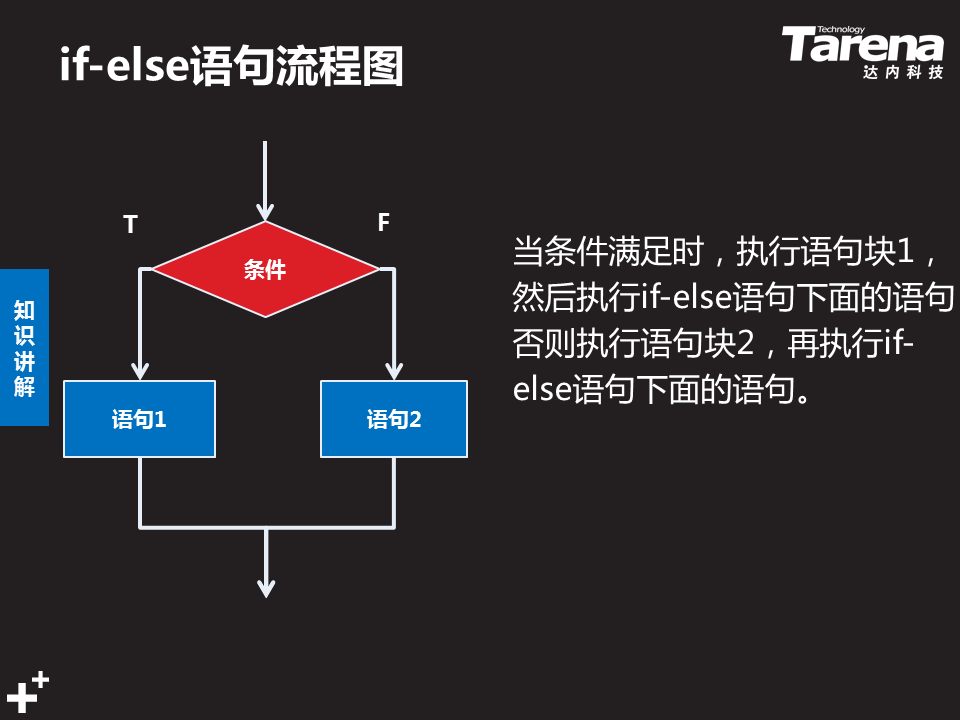 if-else语句流程图
Technology
Tarena
达内科技
T
F
条件
知
识
讲
解
语句1
语句2
当条件满足时，执行语句块1，
然后执行if-else语句下面的语句
否则执行语句块2，再执行if-
else语句下面的语句。